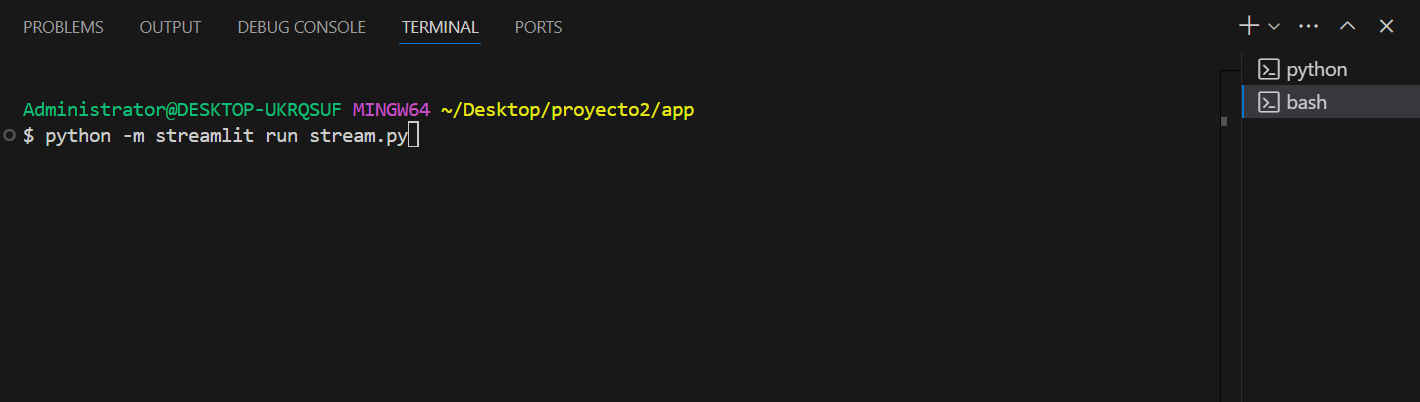 PROBLEMS OUTPUT DEBUG CONSOLE TERMINAL PORTS
python
bash
Administrator@DESKTOP-UKRQSUF MINGW64 ~/Desktop/proyecto2/app
$ python -m streamlit run stream.py